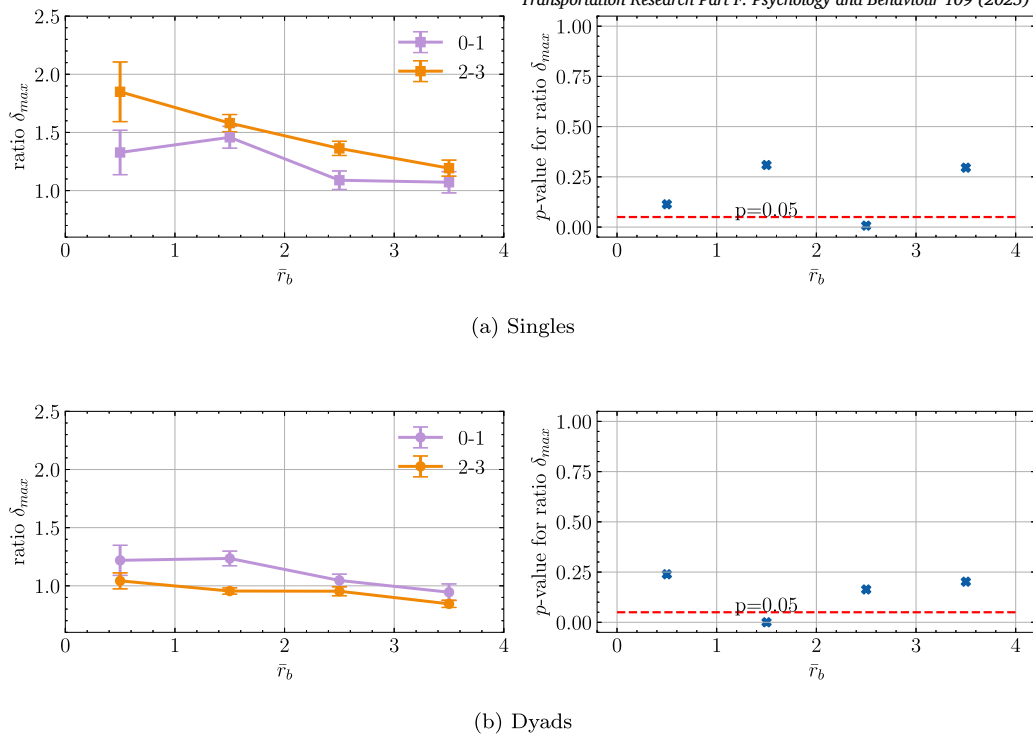 Transportation Research Part F: Psychology and Behaviour 109 (2025)
ratio δmax
2.5
2.0
1.5
1.0
0-1
2-3
0 1 2 3 4
r̄b
p-value for ratio δmax
1.00
0.75
0.50
0.25
0.00
p=0.05
0 1 2 3 4
r̄b
(a) Singles
ratio δmax
2.5
2.0
1.5
1.0
0-1
2-3
0 1 2 3 4
r̄b
p-value for ratio δmax
1.00
0.75
0.50
0.25
0.00
p=0.05
0 1 2 3 4
r̄b
(b) Dyads